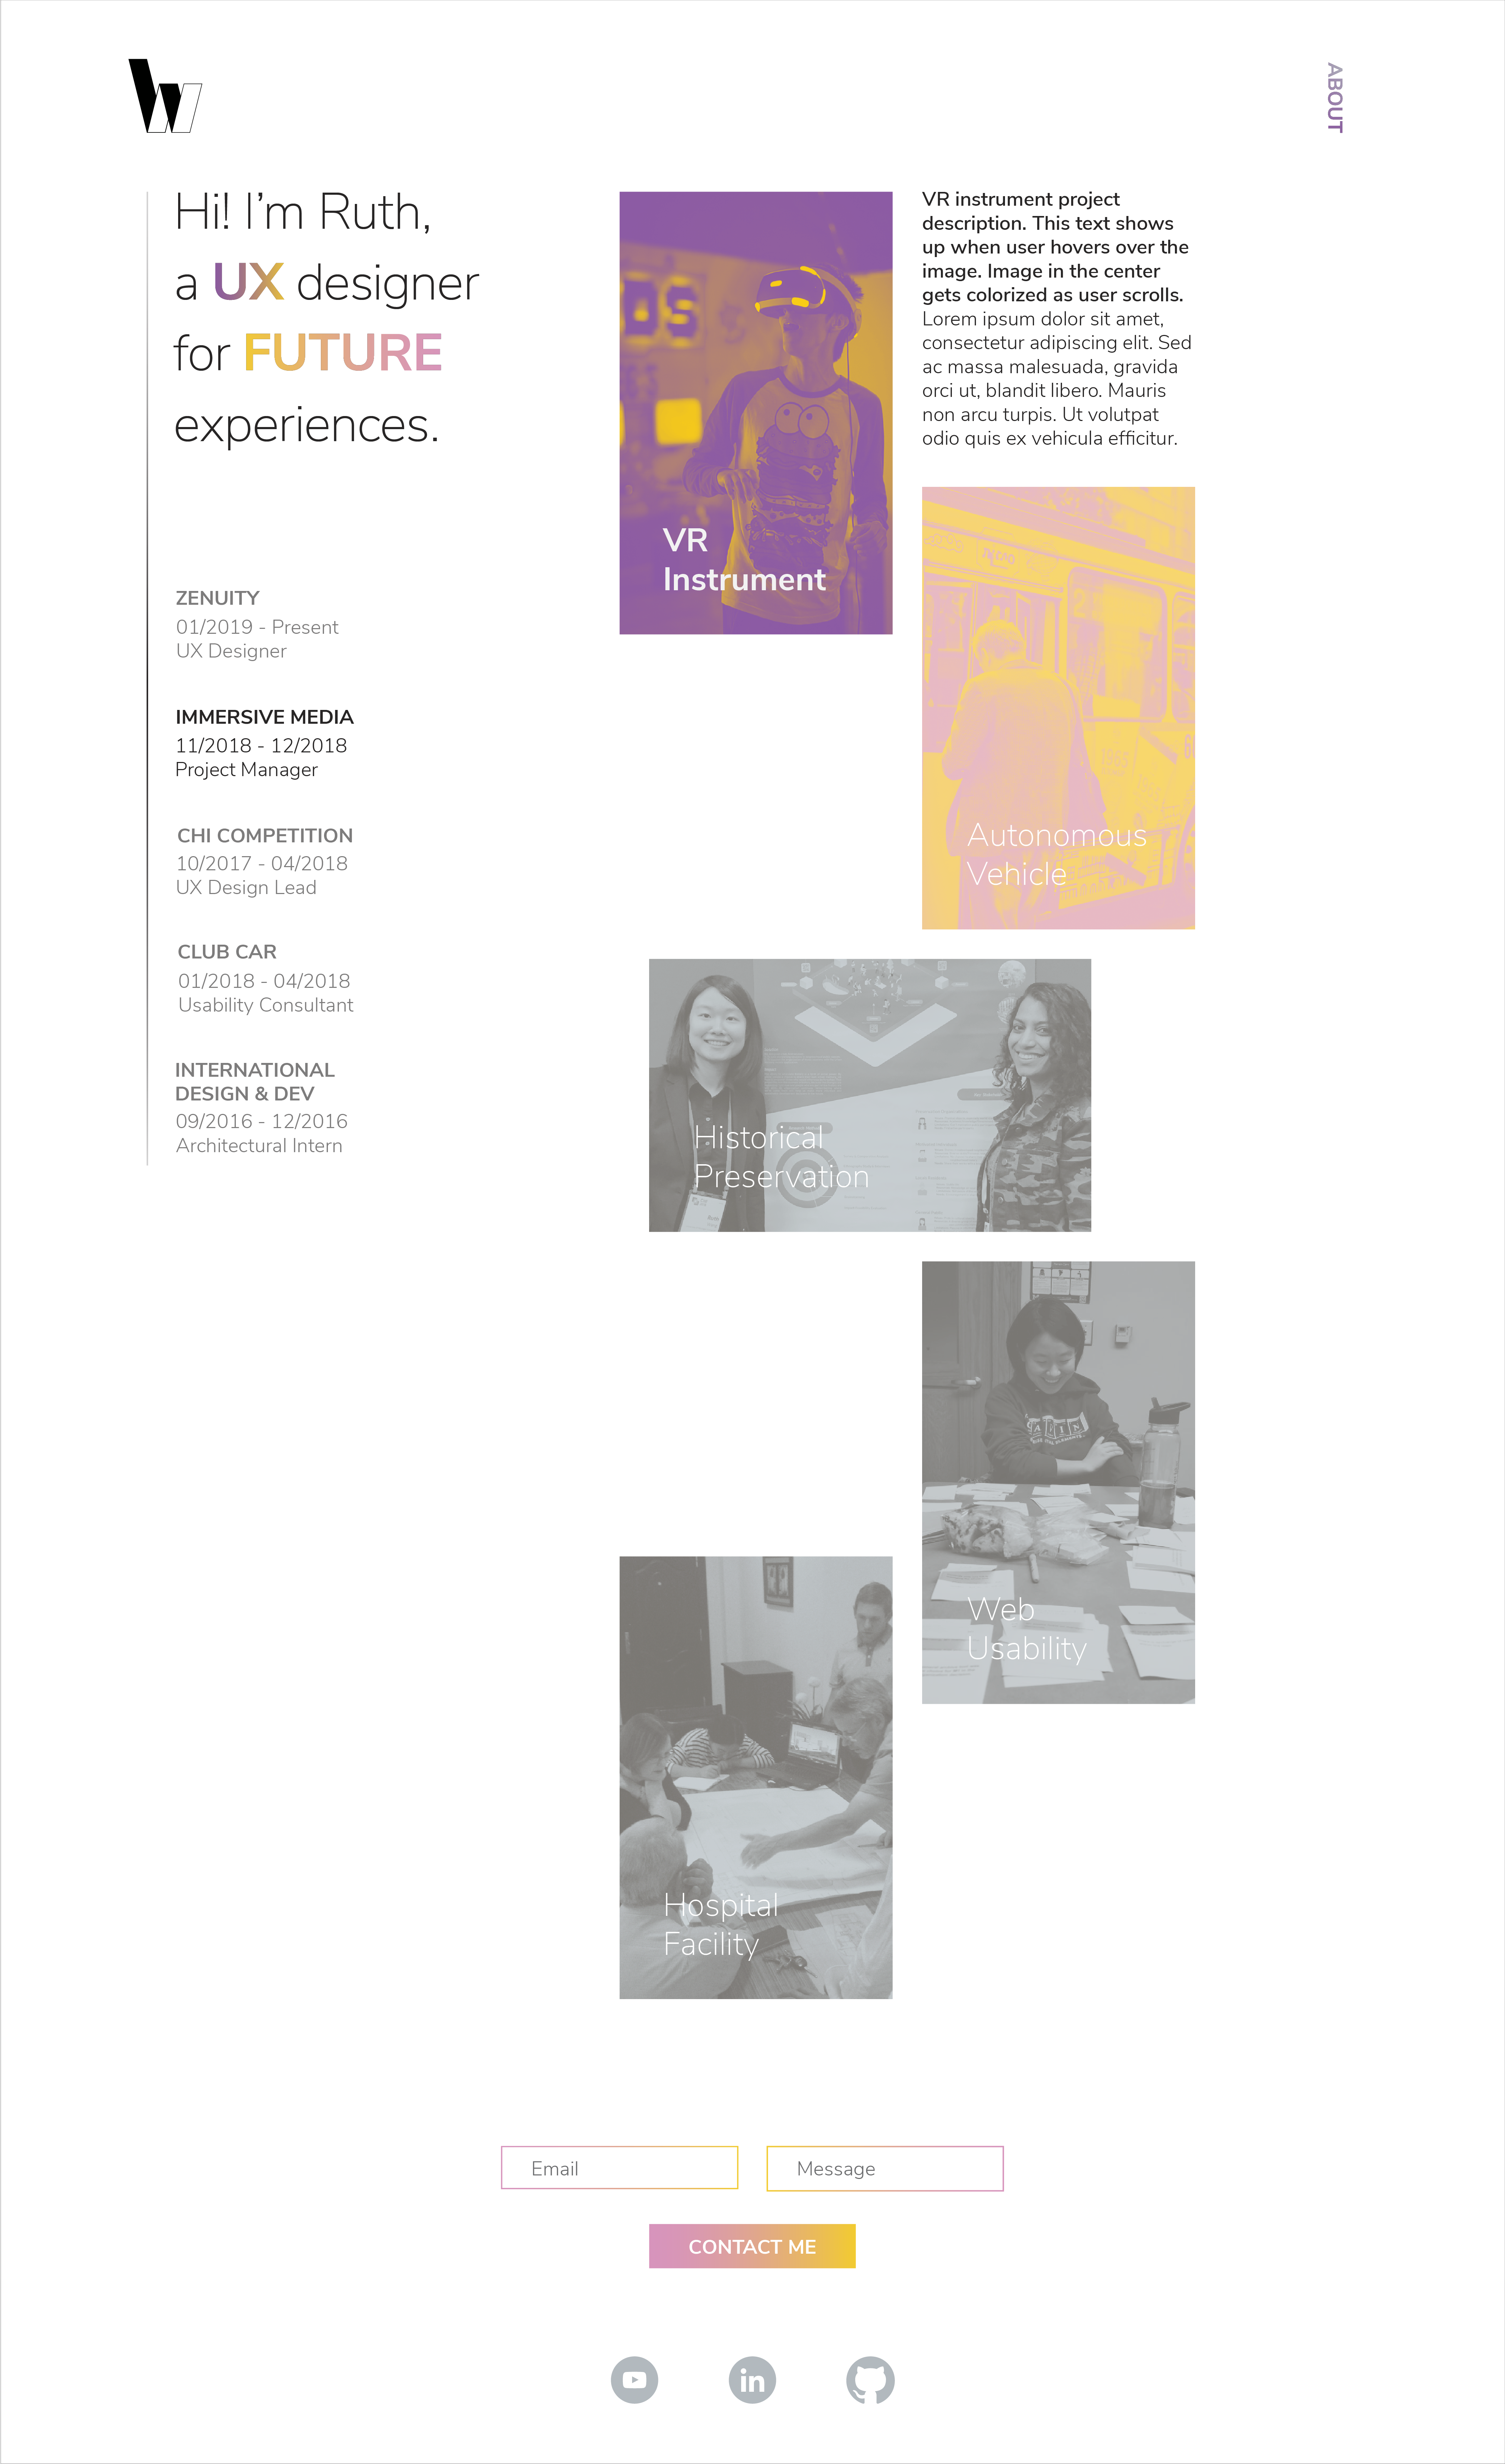 W
ABOUT
Hi! I’m Ruth,
a UX designer
for FUTURE
experiences.
ZENUITY
01/2019 - Present
UX Designer
IMMERSIVE MEDIA
11/2018 - 12/2018
Project Manager
CHI COMPETITION
10/2017 - 04/2018
UX Design Lead
CLUB CAR
01/2018 - 04/2018
Usability Consultant
INTERNATIONAL
DESIGN & DEV
09/2016 - 12/2016
Architectural Intern
VR
Instrument
VR instrument project
description. This text shows
up when user hovers over the
image. Image in the center
gets colorized as user scrolls.
Lorem ipsum dolor sit amet,
consectetur adipiscing elit. Sed
ac massa malesuada, gravida
orci ut, blandit libero. Mauris
non arcu turpis. Ut volutpat
odio quis ex vehicula efficitur.
2
1966
Autonomous
Vehicle
Historical
Preservation
Web
Usability
Hospital
Facility
Email
Message
CONTACT ME
in